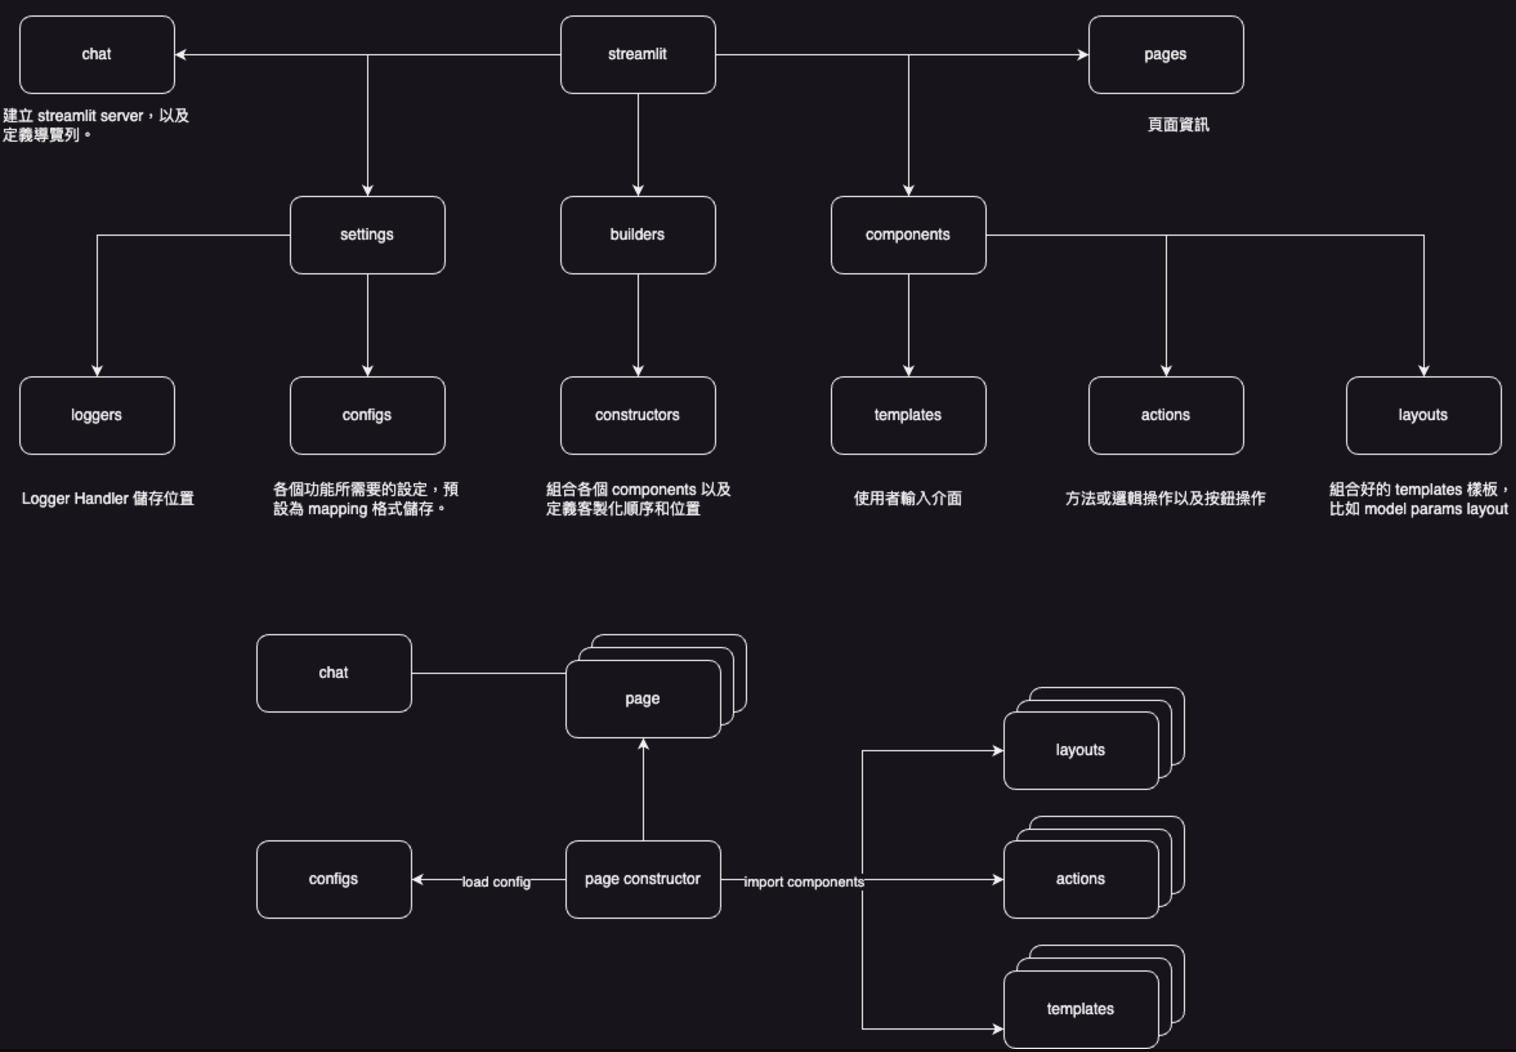 chat
streamlit
pages
建立 streamlit server，以及
定義導覽列。
頁面資訊
settings
builders
components
loggers
configs
constructors
templates
actions
layouts
Logger Handler 儲存位置
各個功能所需要的設定，預
設為 mapping 格式儲存。
組合各個 components 以及
定義客製化順序和位置
使用者輸入介面
方法或邏輯操作以及按鈕操作
組合好的 templates 樣板，
比如 model params layout
chat
page
layouts
configs
load config
page constructor
import components
actions
templates